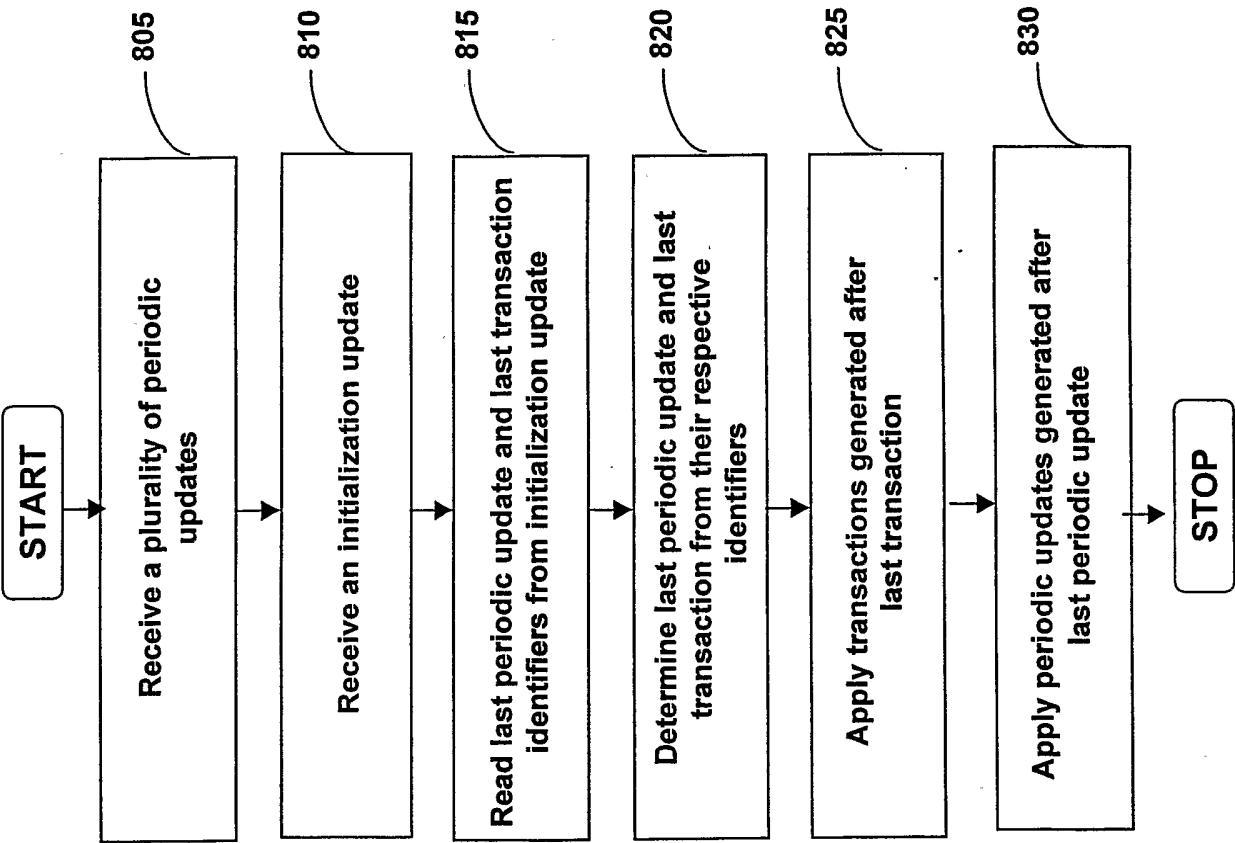 START
Receive a plurality of periodic
updates
805
Receive an initialization update
810
Read last periodic update and last transaction
identifiers from initialization update
815
Determine last periodic update and last
transaction from their respective
identifiers
820
Apply transactions generated after
last transaction
825
Apply periodic updates generated after
last periodic update
830
STOP